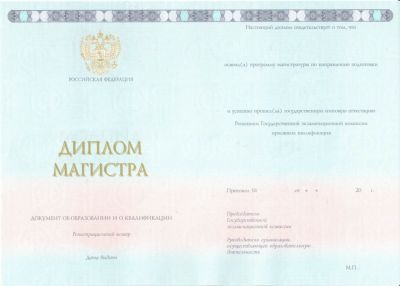 РОССИЙСКАЯ ФЕДЕРАЦИЯ
ДИПЛОМ
МАГИСТРА
ДОКУМЕНТ ОБ ОБРАЗОВАНИИ И О КВАЛИФИКАЦИИ
Регистрационный номер
Дата выдачи
Настоящий диплом свидетельствует о том, что
освоил(а) программу магистратуры по направлению подготовки
и успешно прошел(ла) государственную итоговую аттестацию
Решением Государственной экзаменационной комиссии
присвоена квалификация
Протокол № от « » 20 г.
Председатель
Государственной
экзаменационной комиссии
Руководитель организации,
осуществляющей образовательную
деятельность
М.П.